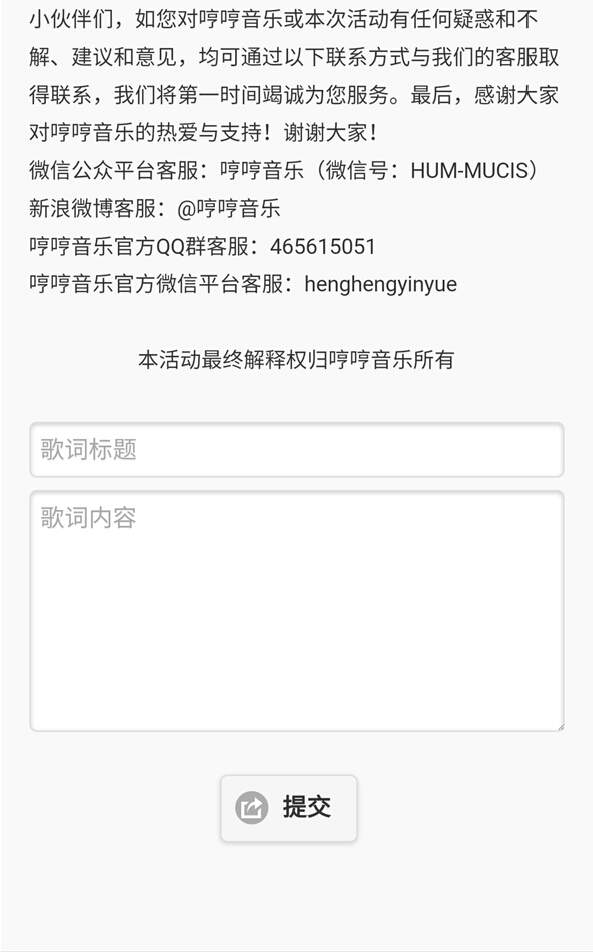 小伙伴们，如您对哼哼音乐或本次活动有任何疑惑和不
解、建议和意见，均可通过以下联系方式与我们的客服取
得联系，我们将第一时间竭诚为您服务。最后，感谢大家
对哼哼音乐的热爱与支持！谢谢大家！
微信公众平台客服：哼哼音乐（微信号：HUM-MUCIS）
新浪微博客服：@哼哼音乐
哼哼音乐官方QQ群客服：465615051
哼哼音乐官方微信平台客服：henghengyinyue
本活动最终解释权归哼哼音乐所有
歌词标题
歌词内容
提交